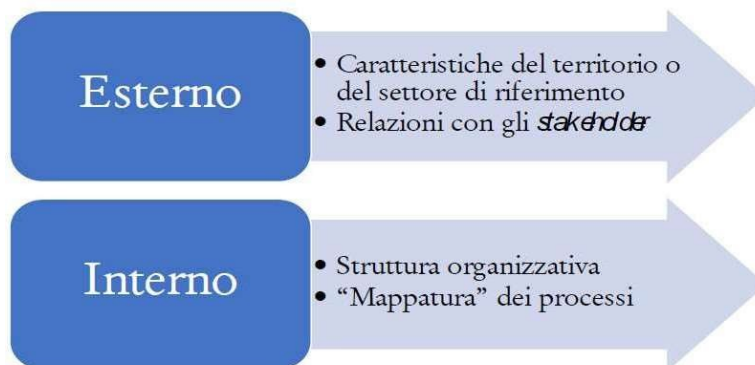 Esterno
• Caratteristiche del territorio o
del settore di riferimento
• Relazioni con gli stakeholder
Interno
• Struttura organizzativa
• “Mappatura” dei processi